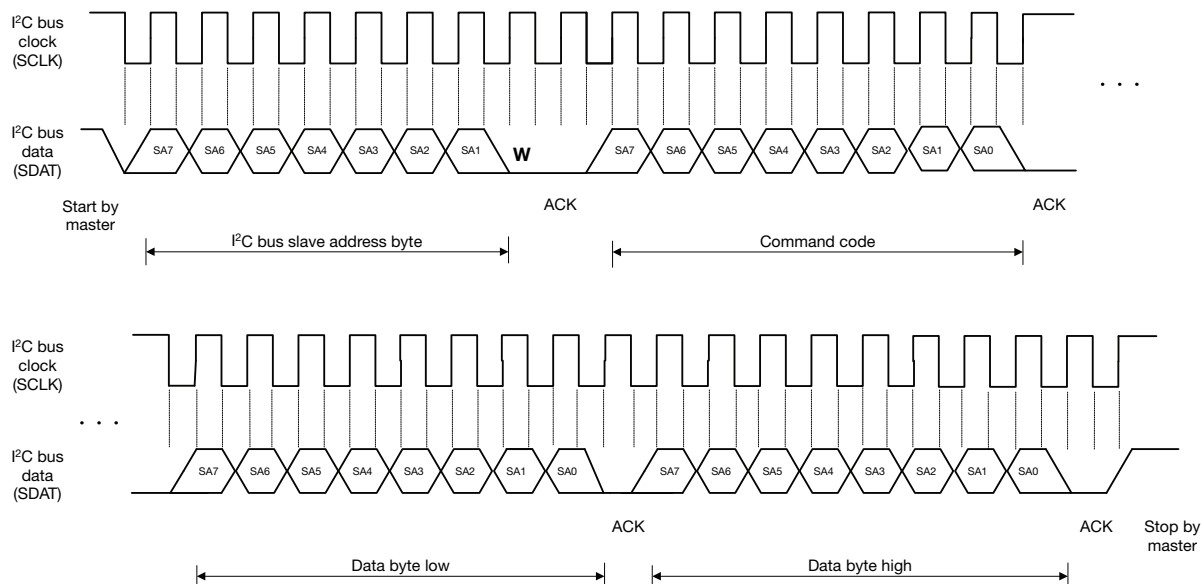 I²C bus
clock
(SCLK)
. . .
I²C bus
data
(SDAT)
SA7 SA6 SA5 SA4 SA3 SA2 SA1 W SA7 SA6 SA5 SA4 SA3 SA2 SA1 SA0
Start by
master
ACK ACK
I²C bus slave address byte Command code
I²C bus
clock
(SCLK)
. . .
I²C bus
data
(SDAT)
SA7 SA6 SA5 SA4 SA3 SA2 SA1 SA0 SA7 SA6 SA5 SA4 SA3 SA2 SA1 SA0
ACK ACK Stop by
master
Data byte low Data byte high